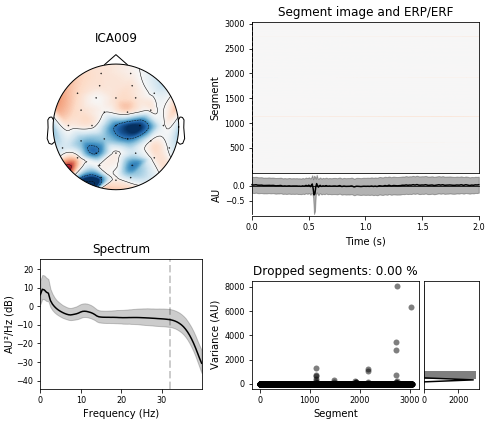 ICA009
Segment image and ERP/ERF
Segment
3000
2500
2000
1500
1000
500
AU
0.0
−0.5
0.0 0.5 1.0 1.5 2.0
Time (s)
Spectrum
AU²/Hz (dB)
20
10
0
−10
−20
−30
−40
0 10 20 30
Frequency (Hz)
Dropped segments: 0.00 %
Variance (AU)
8000
6000
4000
2000
0
0 1000 2000 3000 0 2000
Segment